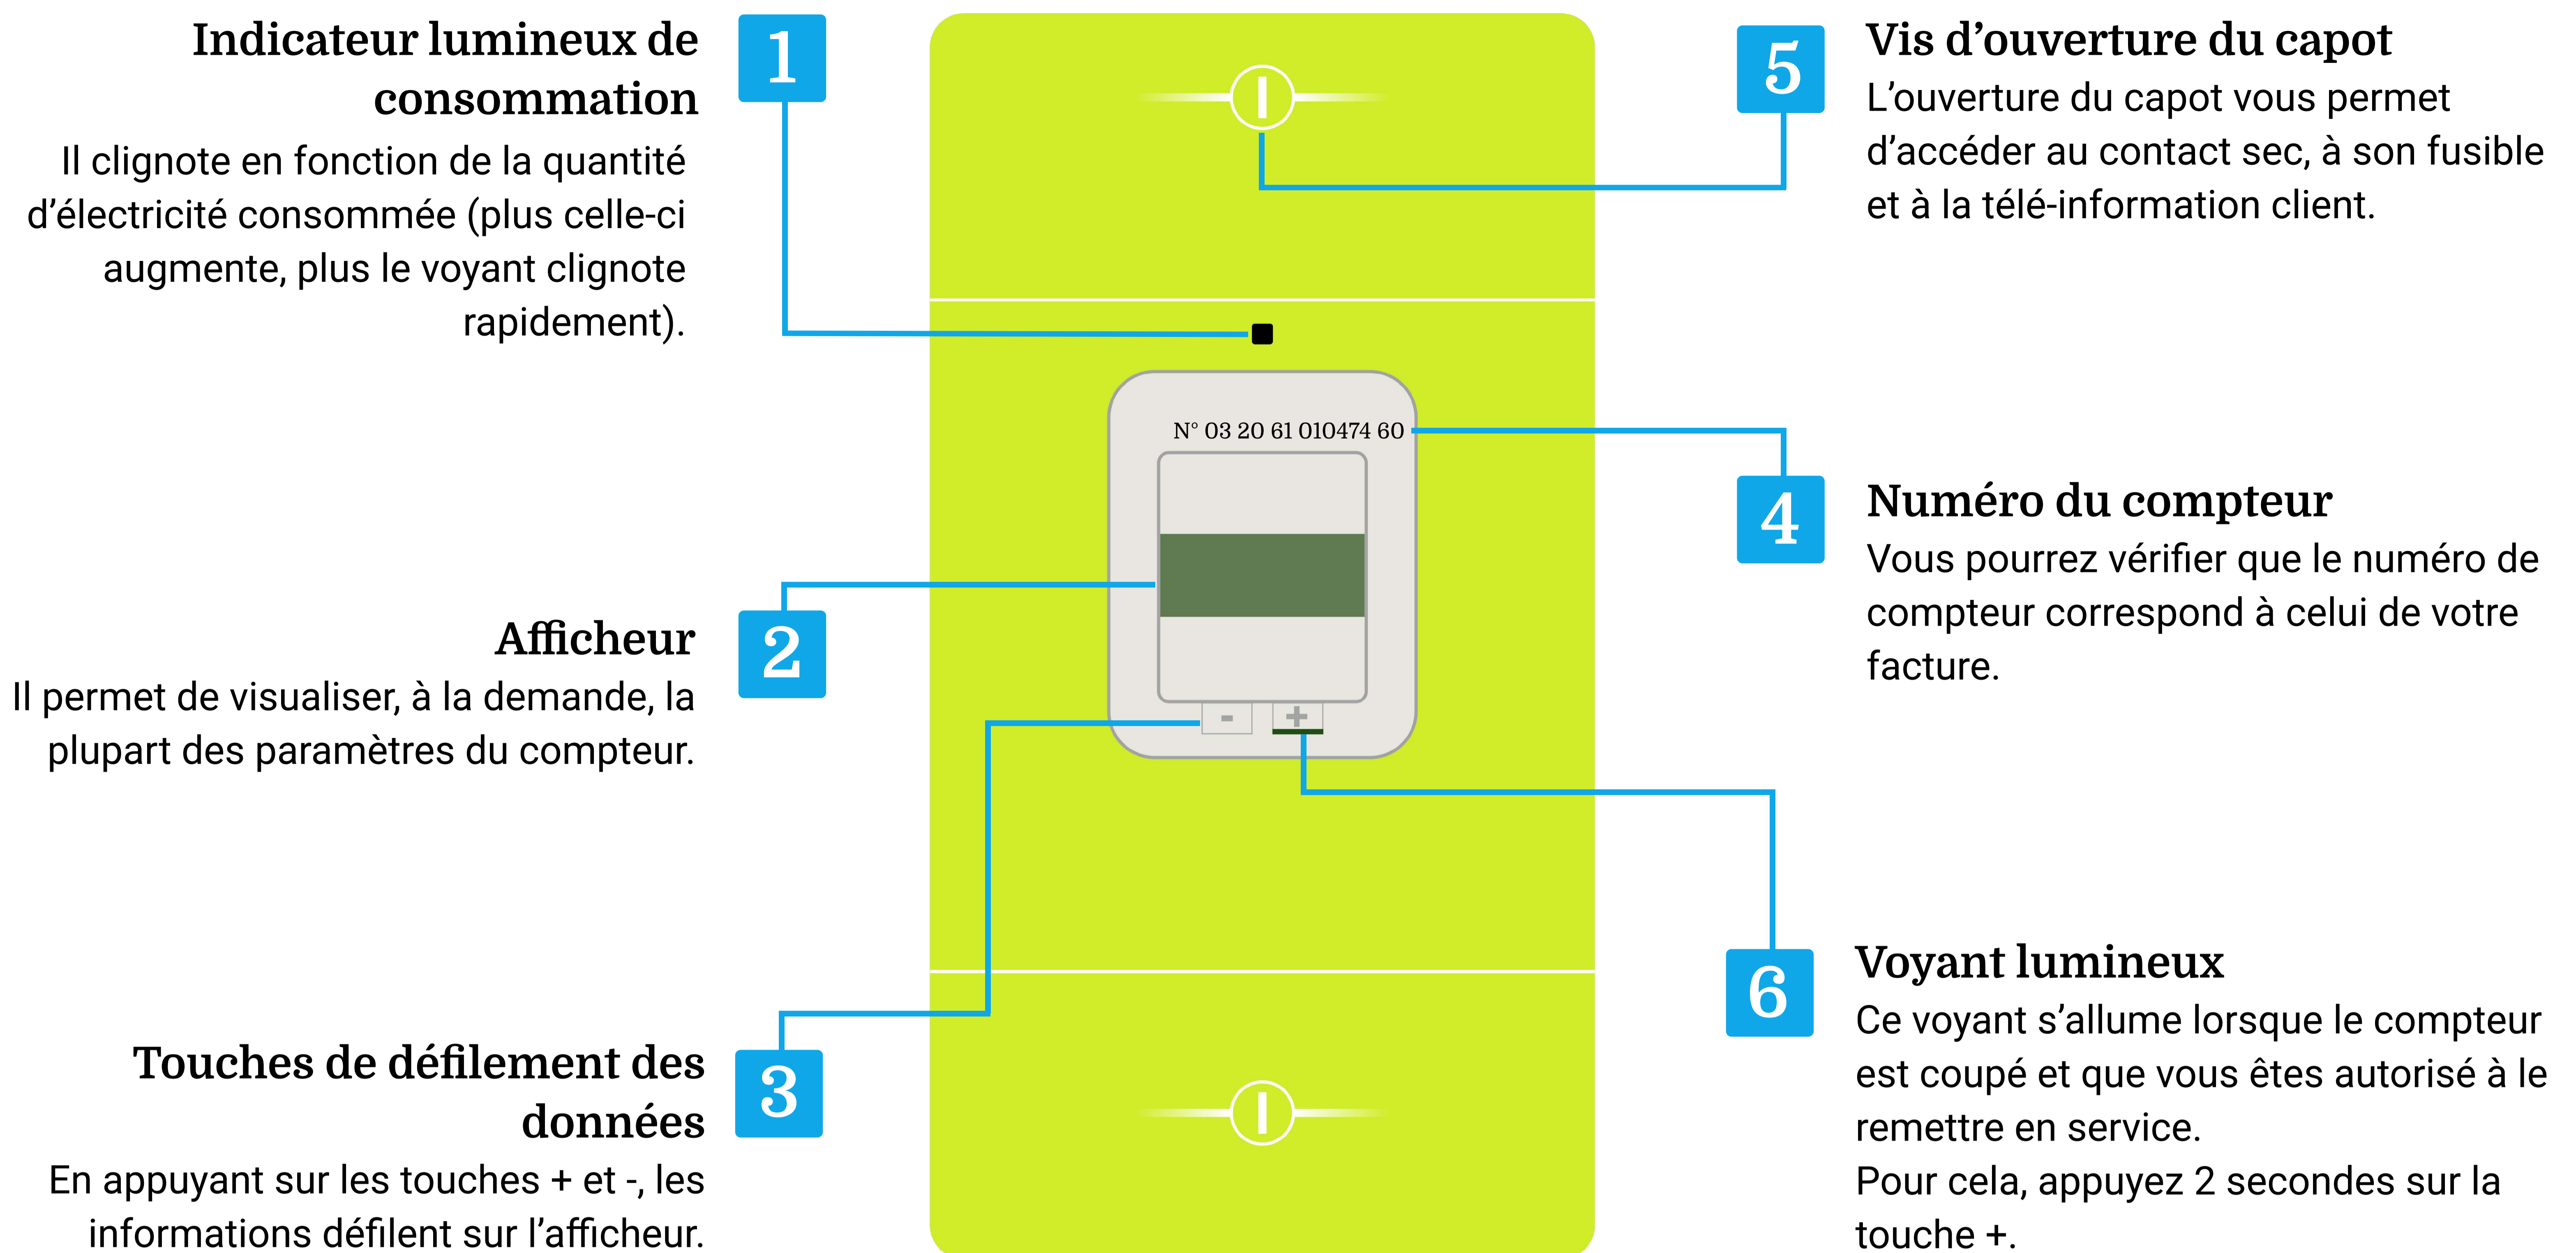 1
Indicateur lumineux de
consommation
Il clignote en fonction de la quantité
d’électricité consommée (plus celle-ci
augmente, plus le voyant clignote
rapidement).
2
Afficheur
Il permet de visualiser, à la demande, la
plupart des paramètres du compteur.
3
Touches de défilement des
données
En appuyant sur les touches + et -, les
informations défilent sur l’afficheur.
N° 03 20 61 010474 60
- +
5
Vis d’ouverture du capot
L’ouverture du capot vous permet
d’accéder au contact sec, à son fusible
et à la télé-information client.
4
Numéro du compteur
Vous pourrez vérifier que le numéro de
compteur correspond à celui de votre
facture.
6
Voyant lumineux
Ce voyant s’allume lorsque le compteur
est coupé et que vous êtes autorisé à le
remettre en service.
Pour cela, appuyez 2 secondes sur la
touche +.